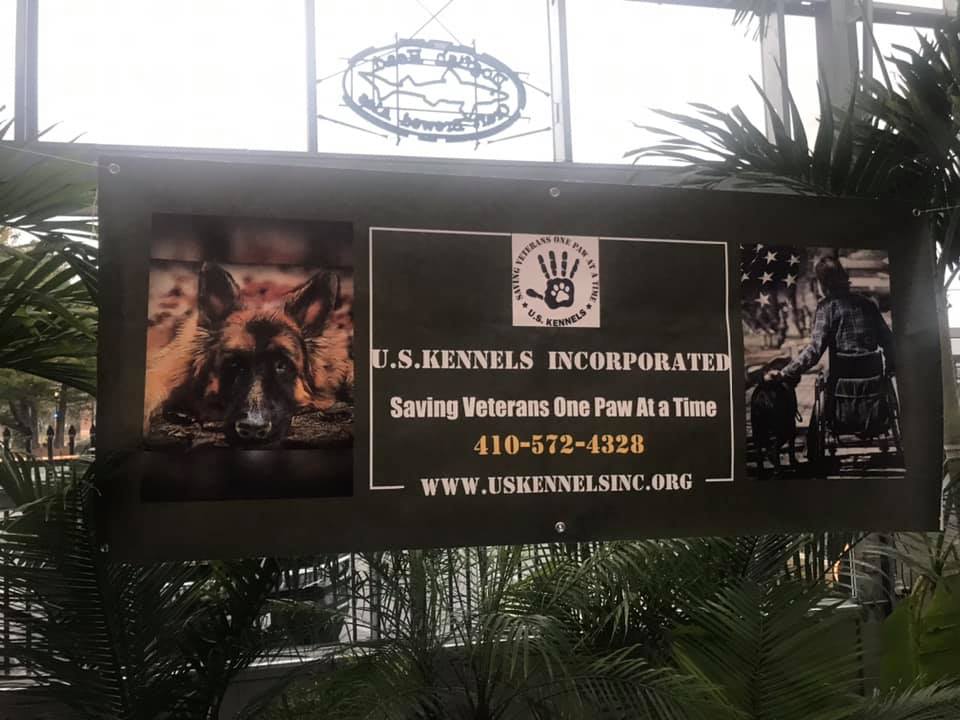 SAVING VETERANS ONE PAW AT A TIME
★ U.S. KENNELS ★
U.S.KENNELS INCORPORATED
Saving Veterans One Paw At a Time
410-572-4328
WWW.USKENNELSINC.ORG